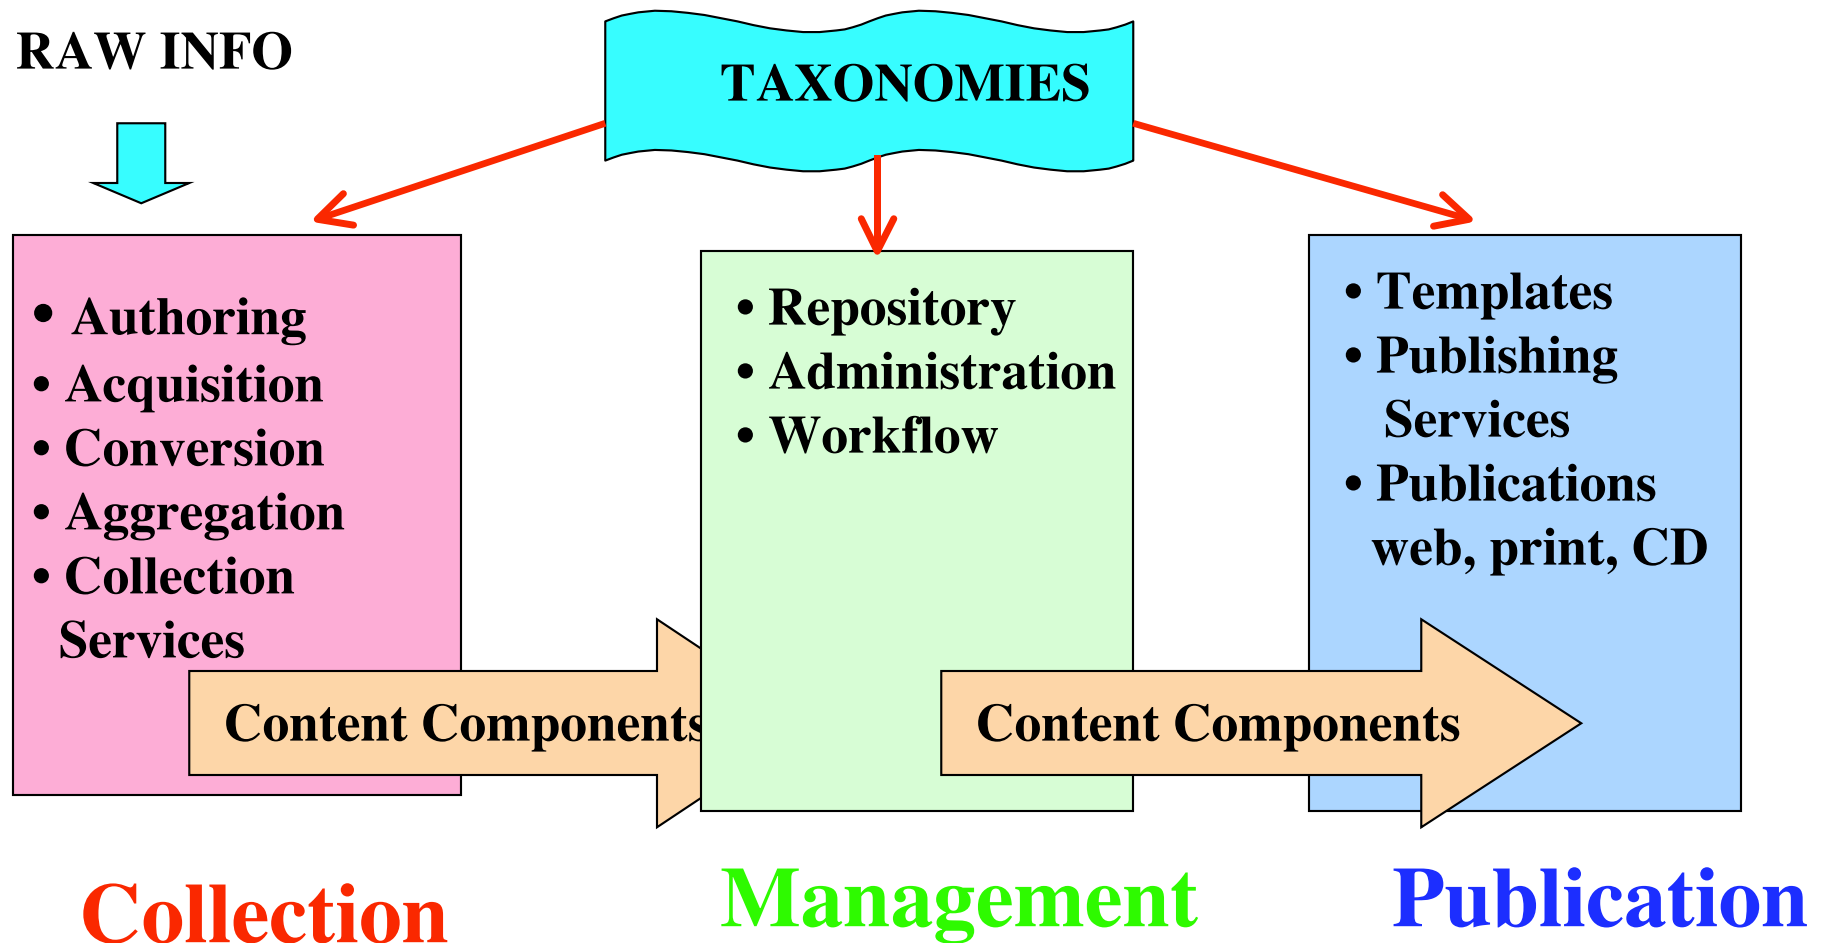 RAW INFO
TAXONOMIES
• Authoring
• Acquisition
• Conversion
• Aggregation
• Collection
Services
Content Components
• Repository
• Administration
• Workflow
Content Components
• Templates
• Publishing
Services
• Publications
web, print, CD
Collection
Management
Publication